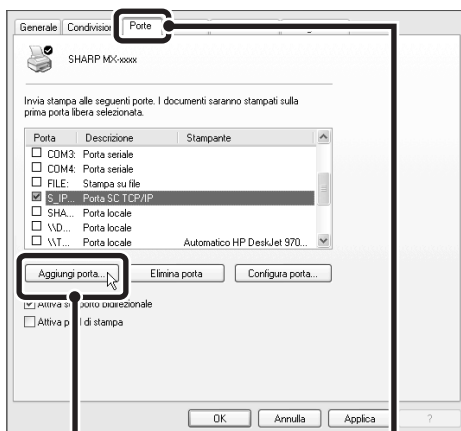 Generale Condivisione Porte
SHARP MX-xxxx
Invia stampa alle seguenti porte. I documenti saranno stampati sulla
prima porta libera selezionata.
Porta Descrizione Stampante
COM3: Porta seriale
COM4: Porta seriale
FILE: Stampa su file
S_IP... Porta SC TCP/IP
SHA... Porta locale
\\D... Porta locale
\\T... Porta locale Automatico HP DeskJet 970...
Aggiungi porta... Elimina porta Configura porta...
Attiva bidirezionale
Attiva di stampa
OK Annulla Applica ?